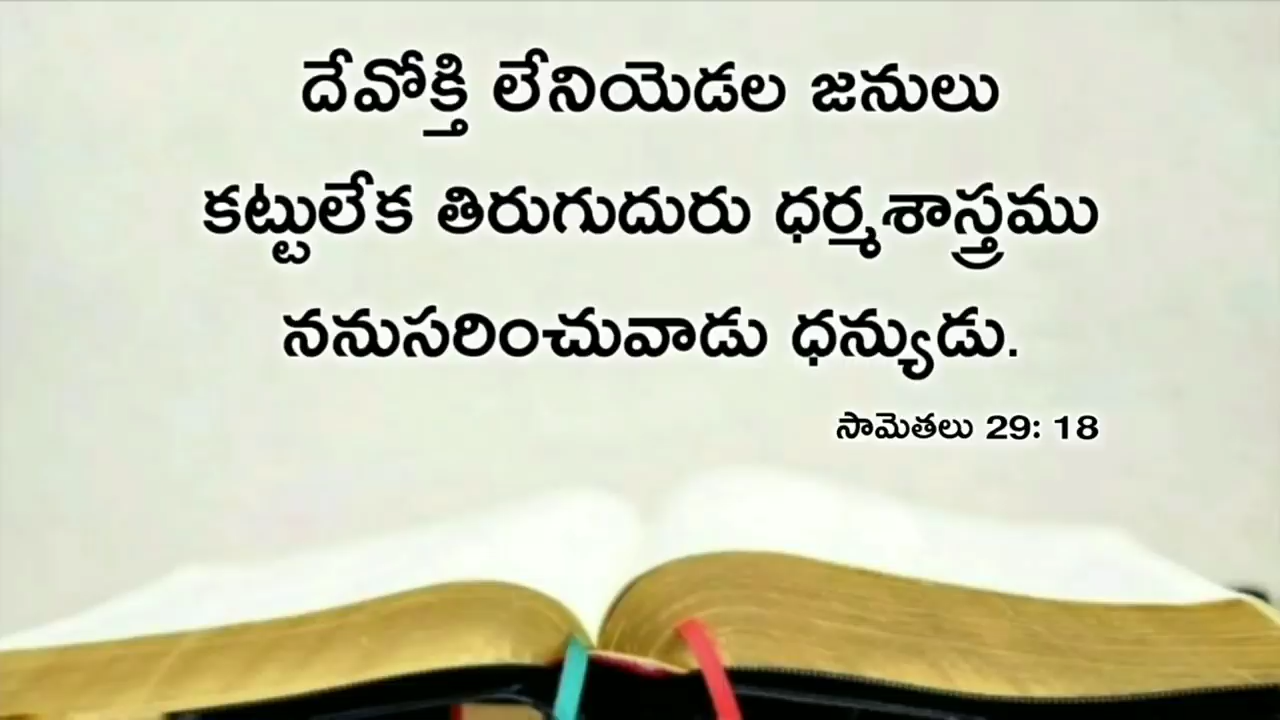 దేవోక్తి లేనియెడల జనులు
కట్టులేక తిరుగుదురు ధర్మశాస్త్రము
ననుసరించువాడు ధన్యుడు.
సామెతలు 29: 18